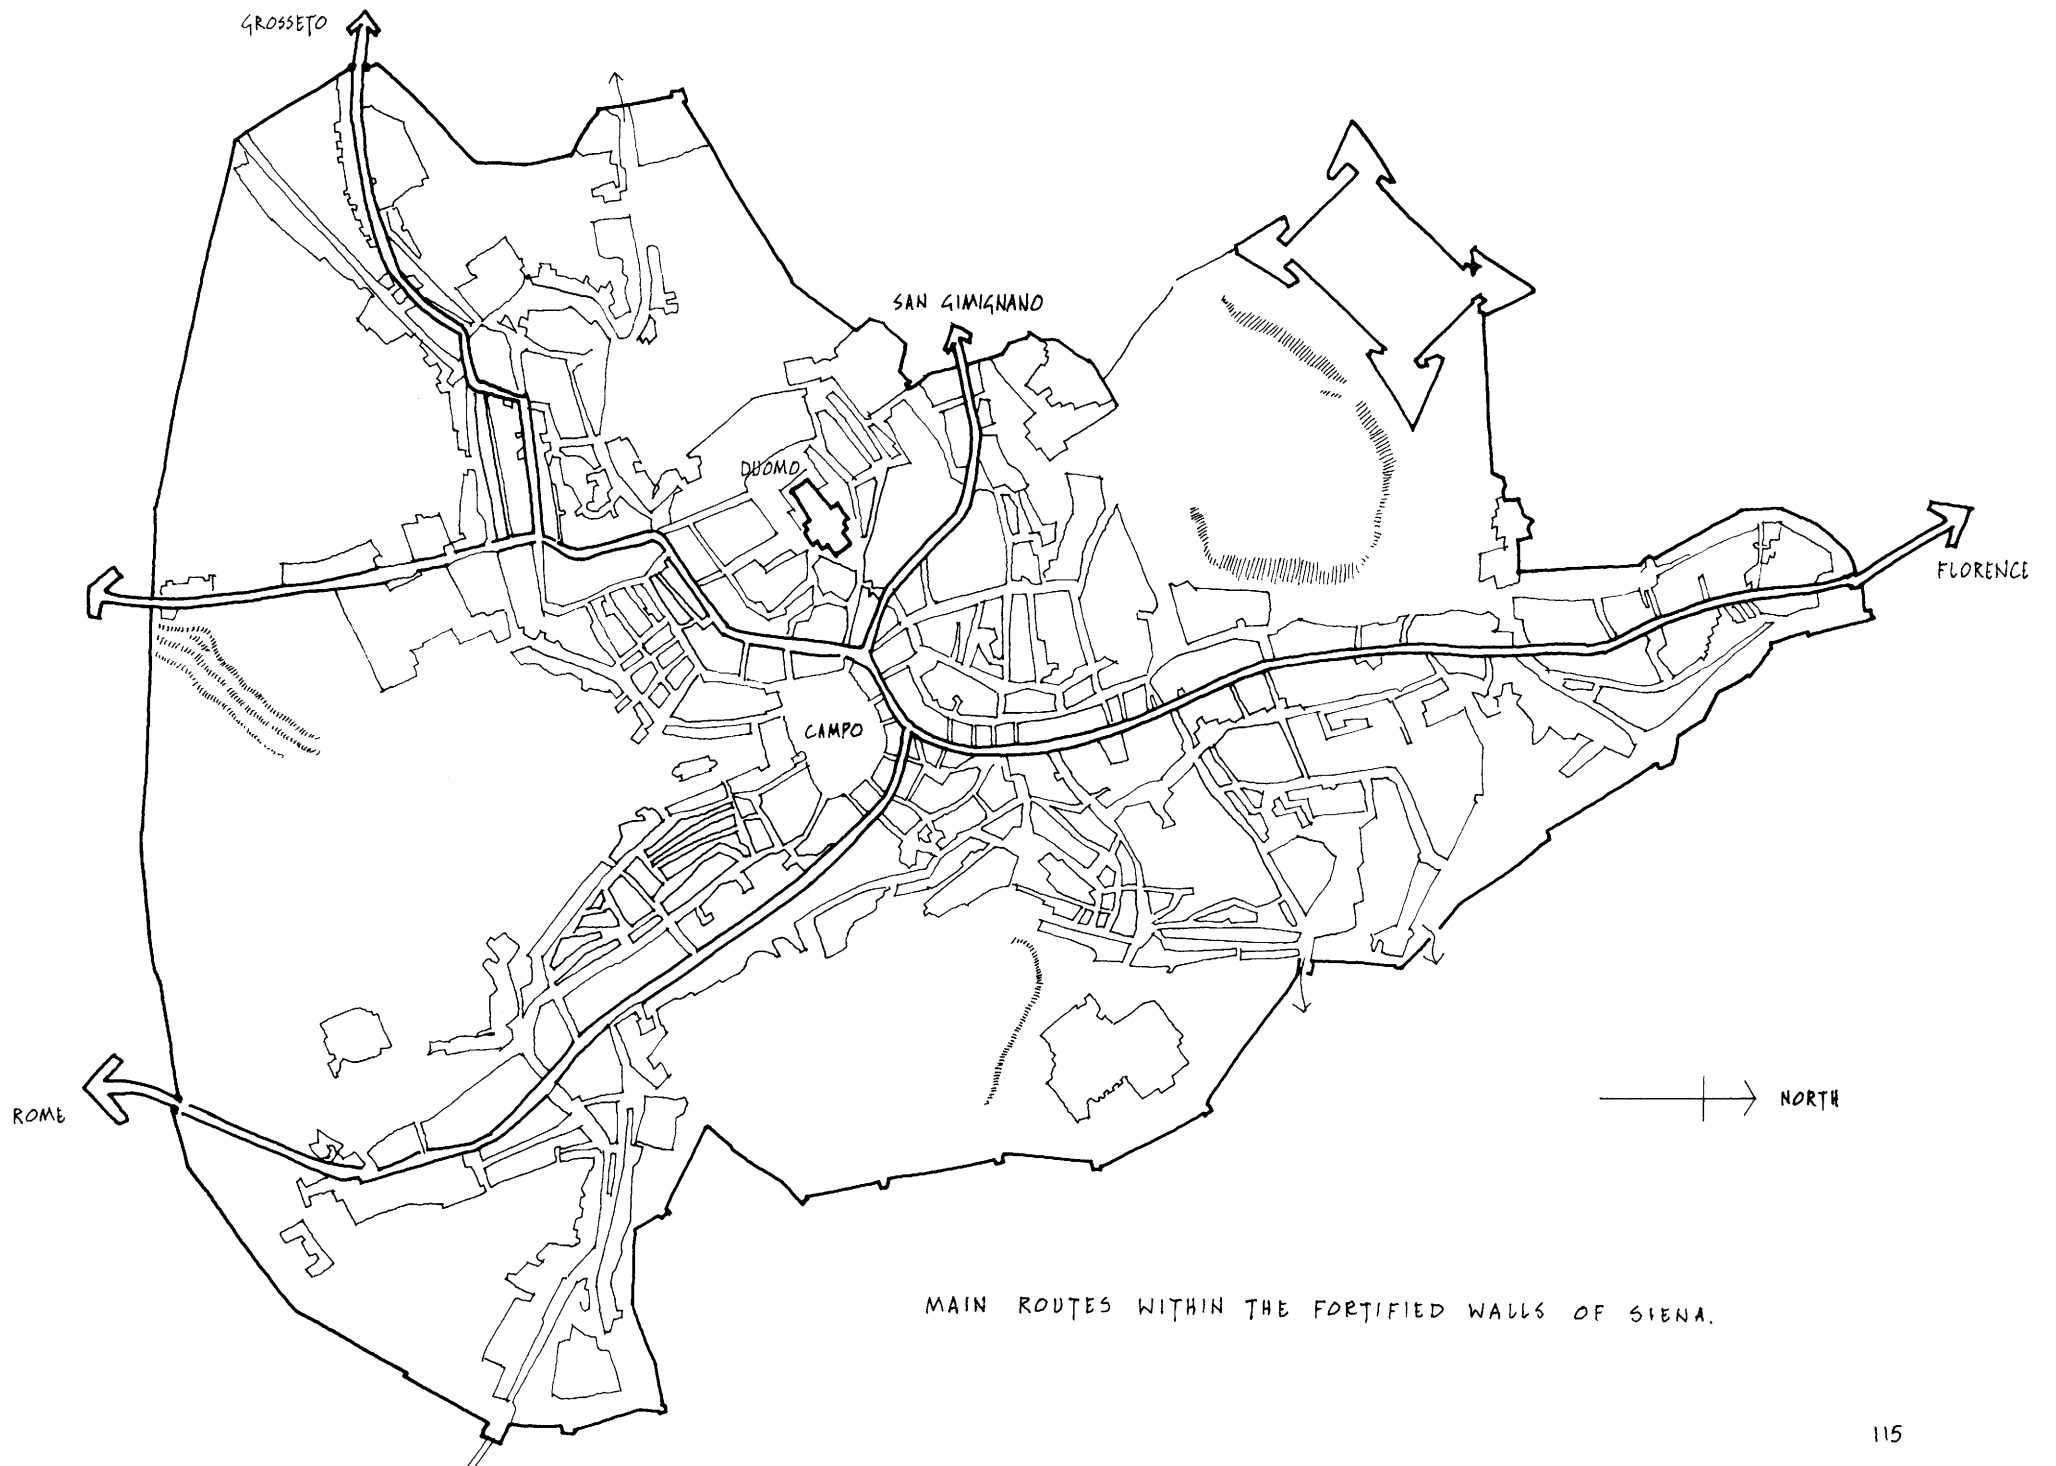 GROSSETO
SAN GIMIGNANO
DUOMO
FLORENCE
CAMPO
ROME
NORTH
MAIN ROUTES WITHIN THE FORTIFIED WALLS OF SIENA.
115